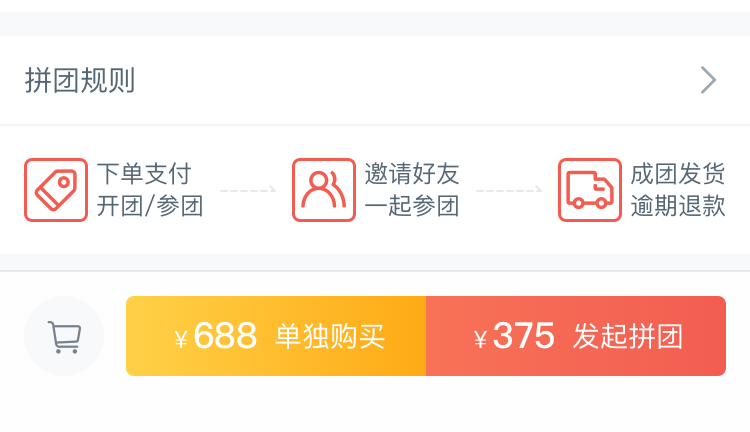 拼团规则
下单支付
开团/参团
邀请好友
一起参团
成团发货
逾期退款
¥688 单独购买
¥375 发起拼团